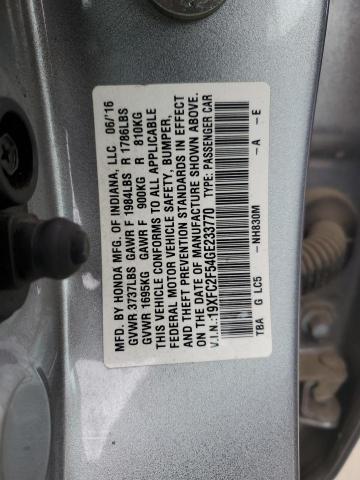 MFD. BY HONDA MFG. OF INDIANA, LLC 06/'16
GVWR 3737LBS GAWR F 1984LBS R 1786LBS
GVWR 1695KG GAWR F 900KG R 810KG
THIS VEHICLE CONFORMS TO ALL APPLICABLE
FEDERAL MOTOR VEHICLE SAFETY, BUMPER,
AND THEFT PREVENTION STANDARDS IN EFFECT
ON THE DATE OF MANUFACTURE SHOWN ABOVE.
V.I.N.:19XFC2F54GE233770 TYPE: PASSENGER CAR
TBA G LC5 -NH830M -A -E